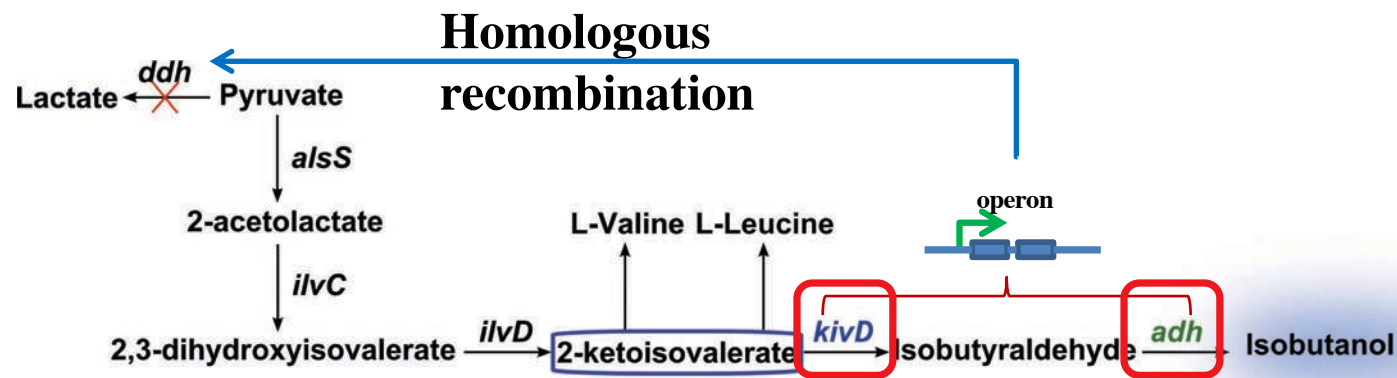 Homologous
recombination
ddh
Lactate
Pyruvate
alsS
operon
2-acetolactate
L-Valine L-Leucine
ilvC
ilvD
kivD
adh
2,3-dihydroxyisovalerate
2-ketoisovalerate
Isobutyraldehyde
Isobutanol